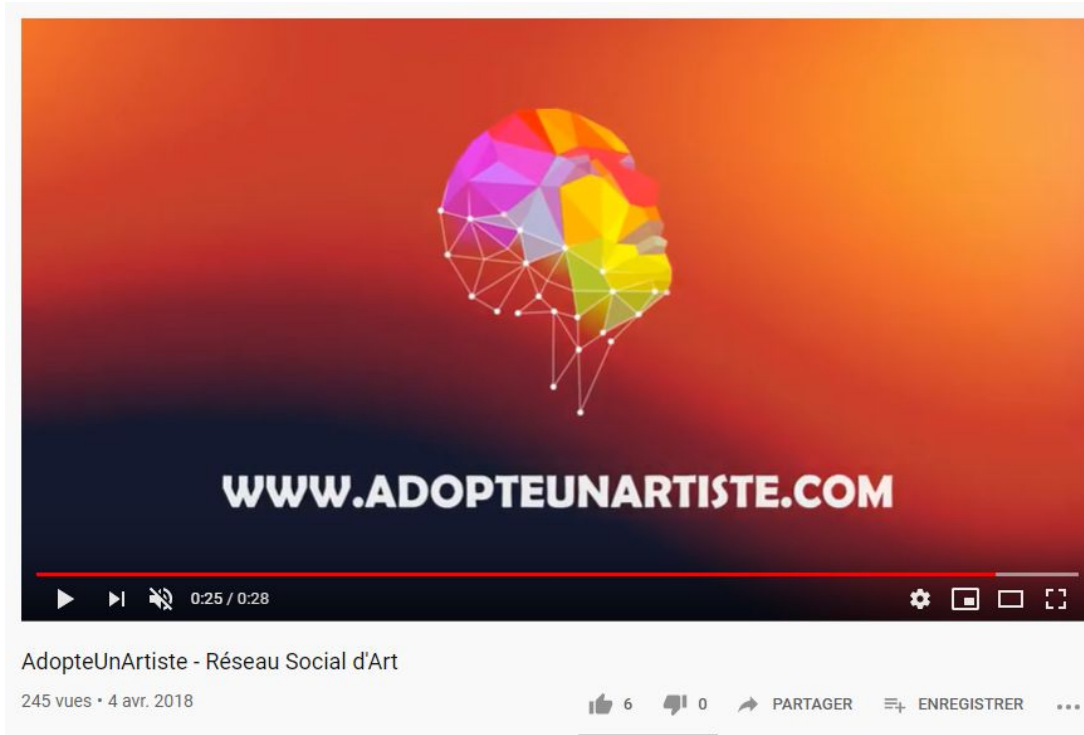 WWW.ADOPTEUNARTISTE.COM
0:25 / 0:28
AdopteUnArtiste - Réseau Social d'Art
245 vues • 4 avr. 2018
6
0
PARTAGER
ENREGISTRER